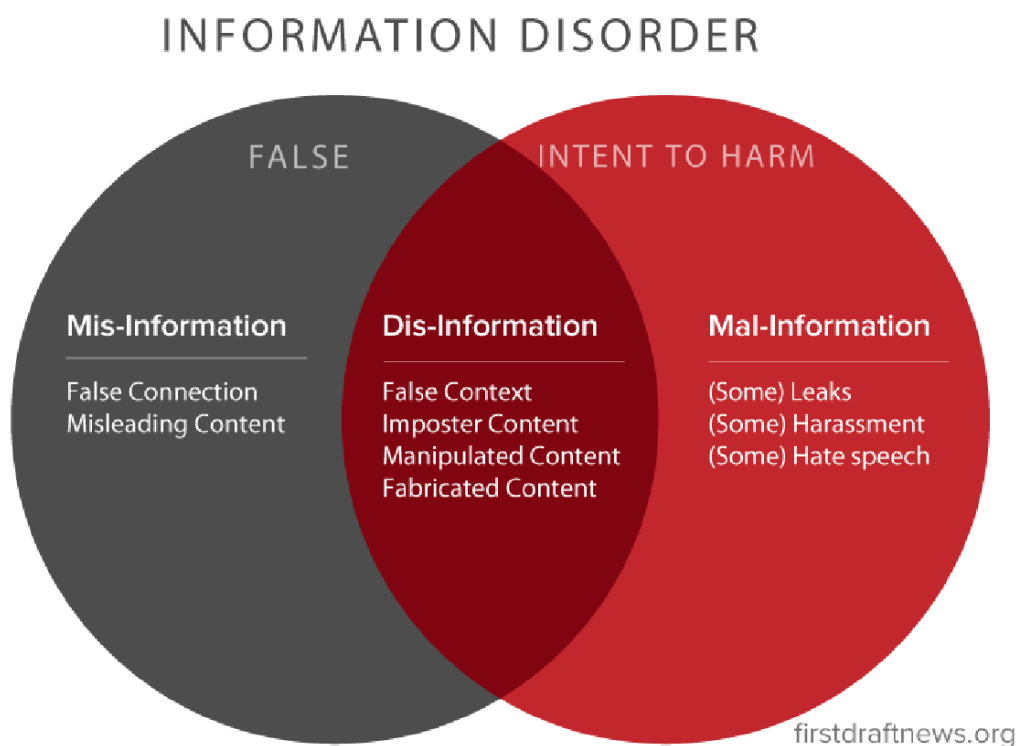 INFORMATION DISORDER
FALSE
INTENT TO HARM
Mis-Information
False Connection
Misleading Content
Dis-Information
False Context
Imposter Content
Manipulated Content
Fabricated Content
Mal-Information
(Some) Leaks
(Some) Harassment
(Some) Hate speech
firstdraftnews.org